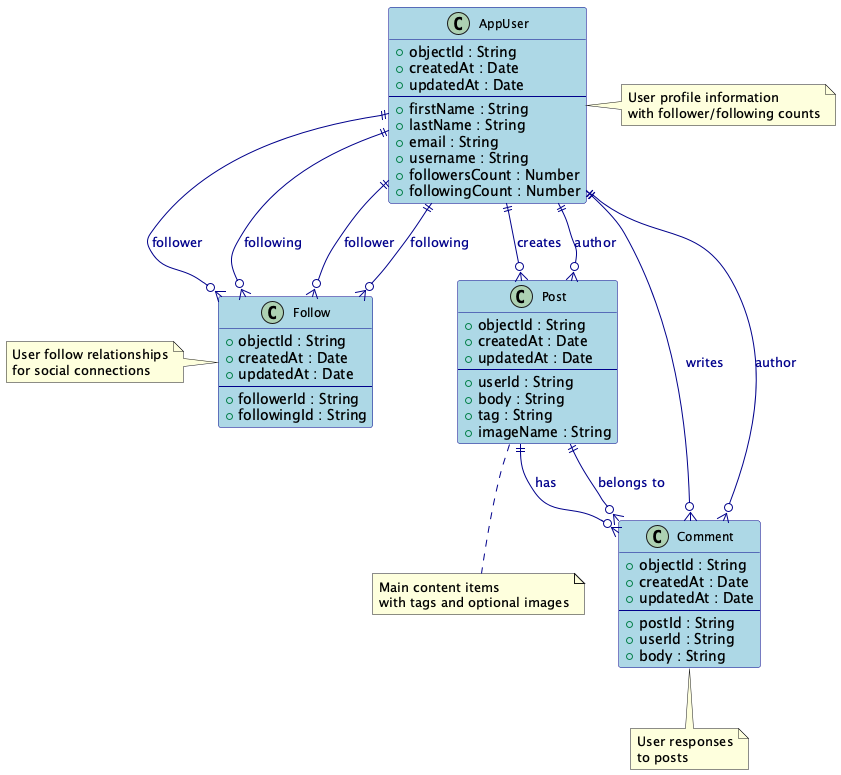 C AppUser
objectId : String
createdAt : Date
updatedAt : Date
firstName : String
lastName : String
email : String
username : String
followersCount : Number
followingCount : Number
User profile information
with follower/following counts
follower
following
follower
following
creates
author
writes
author
C Follow
objectId : String
createdAt : Date
updatedAt : Date
followerId : String
followingId : String
User follow relationships
for social connections
C Post
objectId : String
createdAt : Date
updatedAt : Date
userId : String
body : String
tag : String
imageName : String
has
belongs to
Main content items
with tags and optional images
C Comment
objectId : String
createdAt : Date
updatedAt : Date
postId : String
userId : String
body : String
User responses
to posts